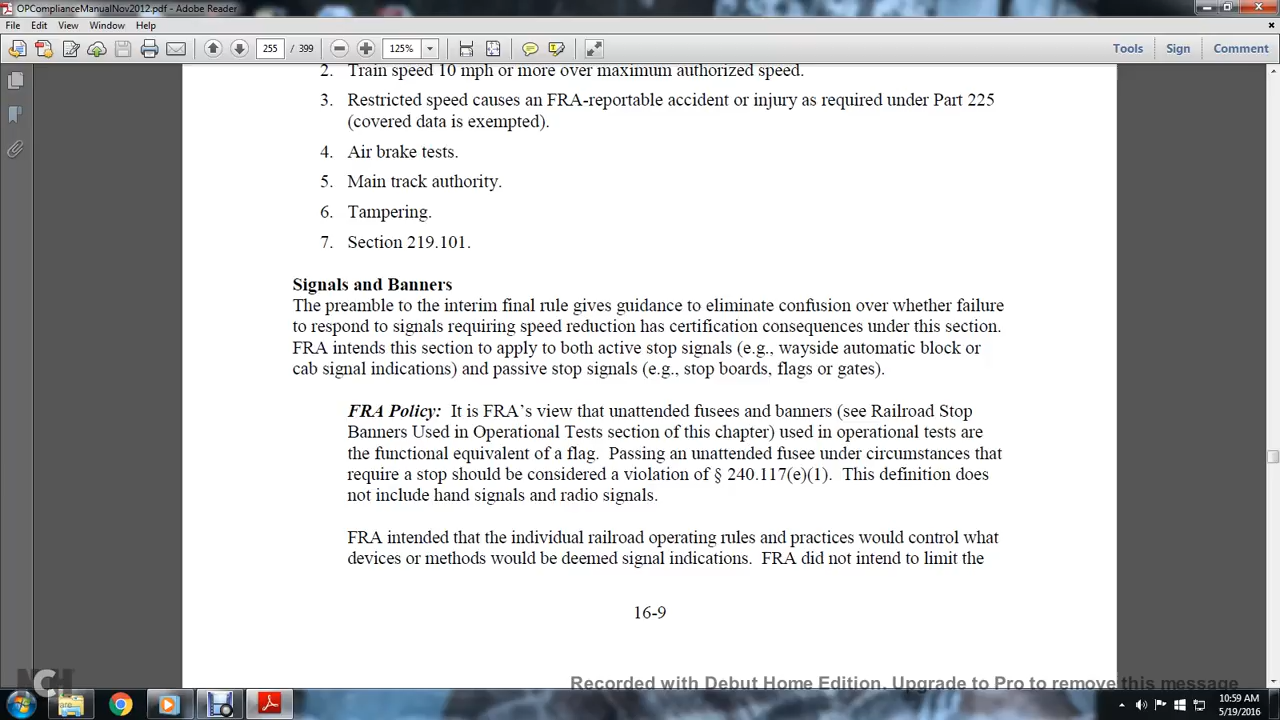 OPComplianceManualNov2012.pdf - Adobe Reader
File Edit View Window Help
255 / 399 125% Tools Sign Comment
2. Train speed 10 mph or more over maximum authorized speed.
3. Restricted speed causes an FRA-reportable accident or injury as required under Part 225
(covered data is exempted).
4. Air brake tests.
5. Main track authority.
6. Tampering.
7. Section 219.101.
Signals and Banners
The preamble to the interim final rule gives guidance to eliminate confusion over whether failure
to respond to signals requiring speed reduction has certification consequences under this section.
FRA intends this section to apply to both active stop signals (e.g., wayside automatic block or
cab signal indications) and passive stop signals (e.g., stop boards, flags or gates).
FRA Policy: It is FRA's view that unattended fusees and banners (see Railroad Stop
Banners Used in Operational Tests section of this chapter) used in operational tests are
the functional equivalent of a flag. Passing an unattended fusee under circumstances that
require a stop should be considered a violation of § 240.117(e)(1). This definition does
not include hand signals and radio signals.
FRA intended that the individual railroad operating rules and practices would control what
devices or methods would be deemed signal indications. FRA did not intend to limit the
16-9
Recorded with Debut Home Edition. Upgrade to Pro to remove this message
NCH
10:59 AM
5/19/2016